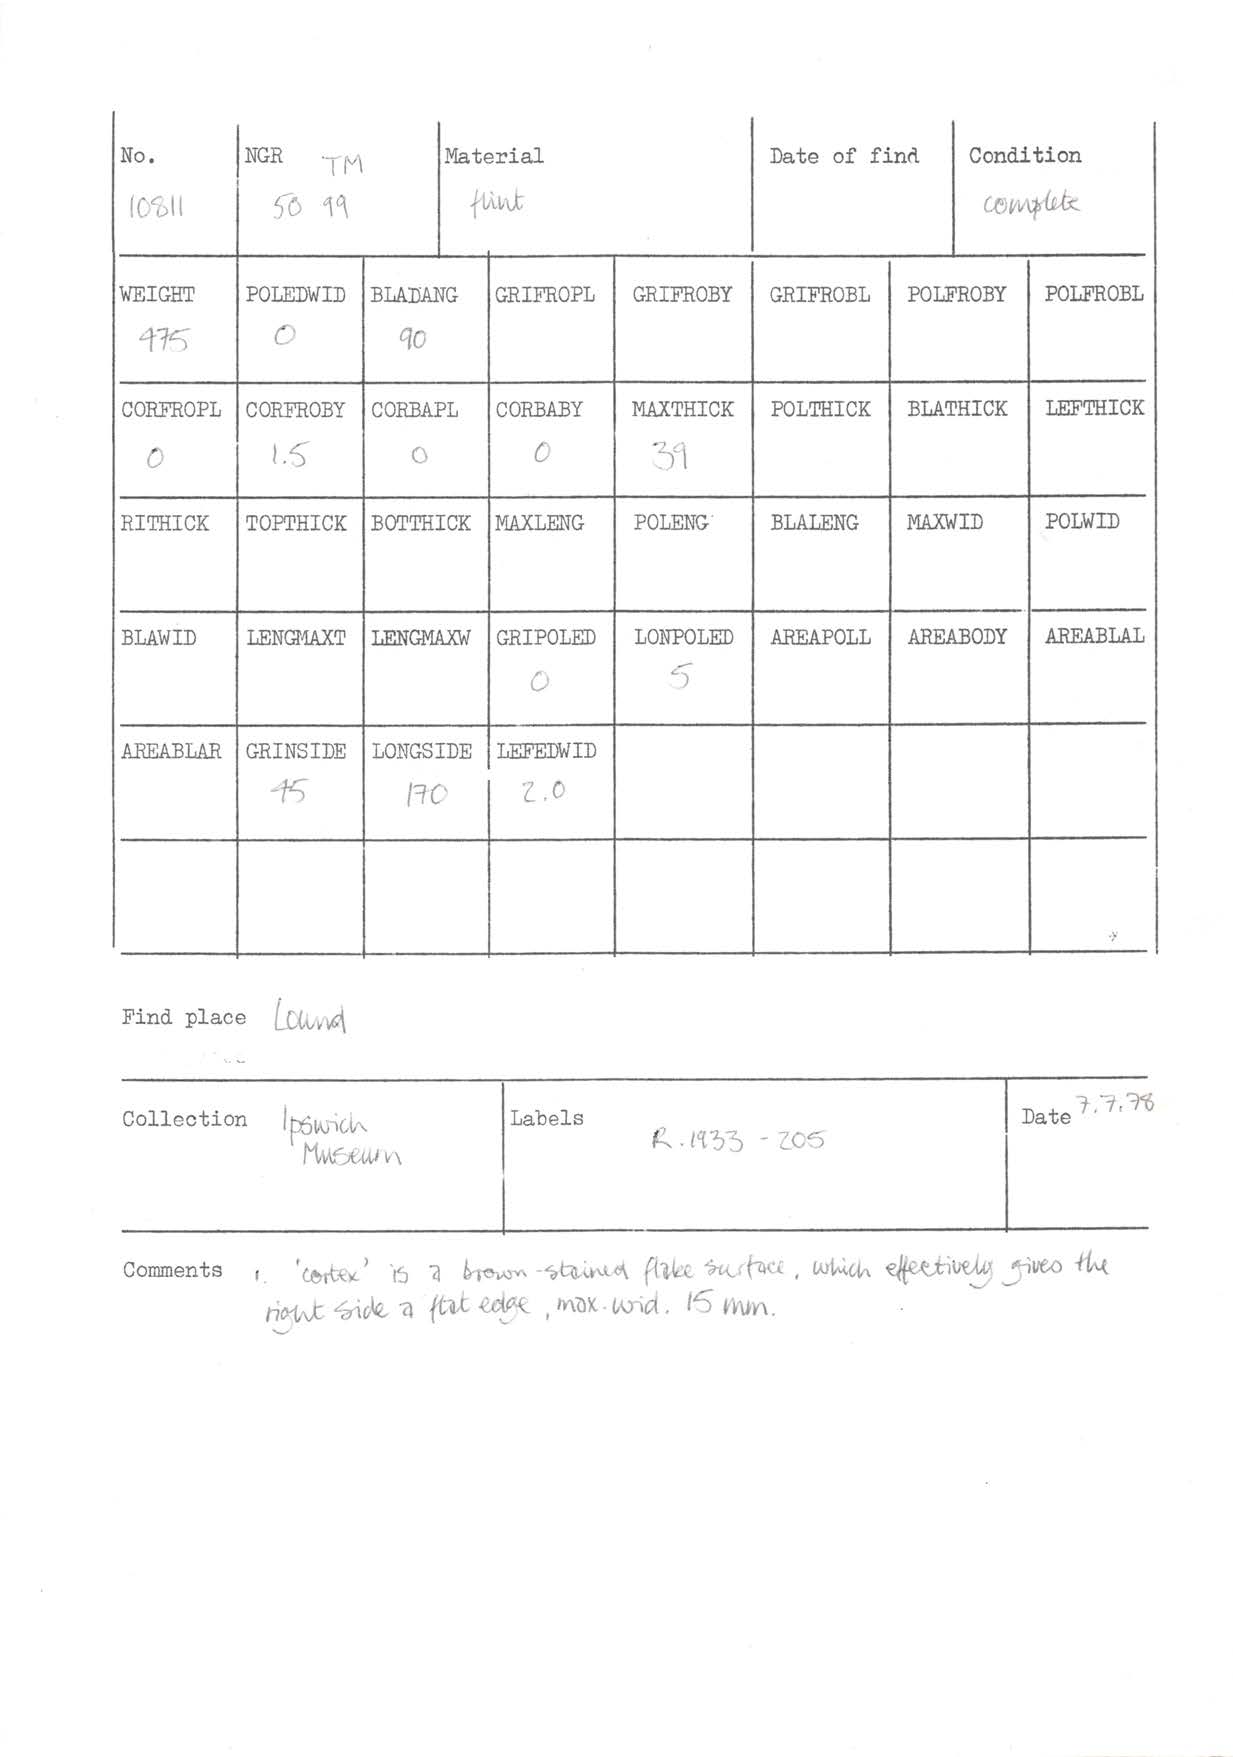 No. NGR TM Material Date of find Condition
10811 50 99 flint complete
WEIGHT POLEDWID BLADANG GRIFROPL GRIFROBY GRIFROBL POLFROBY POLFROBL
475 0 90
CORFROPL CORFROBY CORBAPL CORBABY MAXTHICK POLTHICK BLATHICK LEFTHICK
0 1.5 0 0 39
RITHICK TOPTHICK BOTTHICK MAXLENG POLENG BLALENG MAXWID POLWID
BLAWID LENGMAXT LENGMAXW GRIPOLED LONPOLED AREAPOLL AREABODY AREABLAL
0 5
AREABLAR GRINSIDE LONGSIDE LEFEDWID
45 170 2.0
Find place Lound
Collection Ipswich Museum
Labels R.1933 - 205
Date 7.7.78
Comments 1. 'cortex' is a brown-stained flake surface, which effectively gives the
right side a flat edge, max. wid. 15 mm.